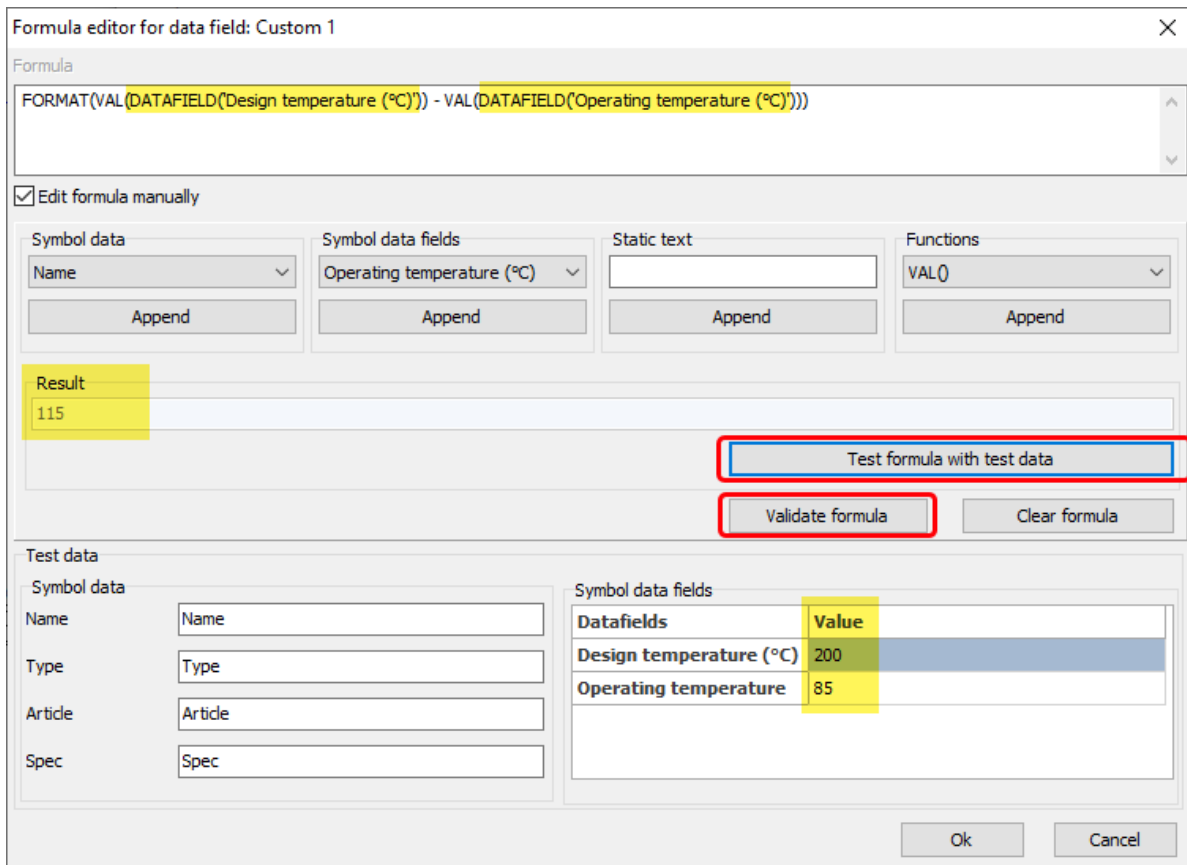 Formula editor for data field: Custom 1
Formula
FORMAT(VAL(DATAFIELD('Design temperature (°C)')) - VAL(DATAFIELD('Operating temperature (°C)')))
Edit formula manually
Symbol data
Symbol data fields
Static text
Functions
Name
Operating temperature (°C)
VAL()
Append
Append
Append
Append
Result
115
Test formula with test data
Validate formula
Clear formula
Test data
Symbol data
Name
Name
Type
Type
Article
Article
Spec
Spec
Symbol data fields
Datafields Value
Design temperature (°C) 200
Operating temperature 85
Ok
Cancel